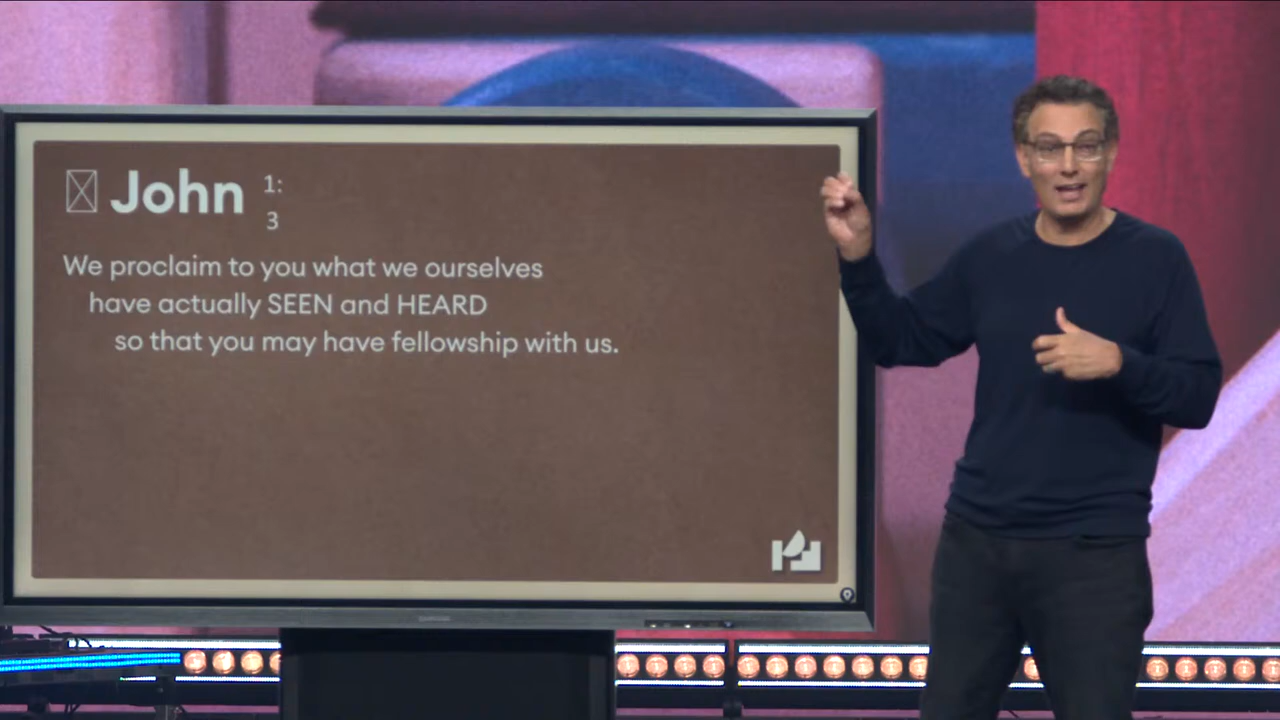 John 1:
3
We proclaim to you what we ourselves
have actually SEEN and HEARD
so that you may have fellowship with us.